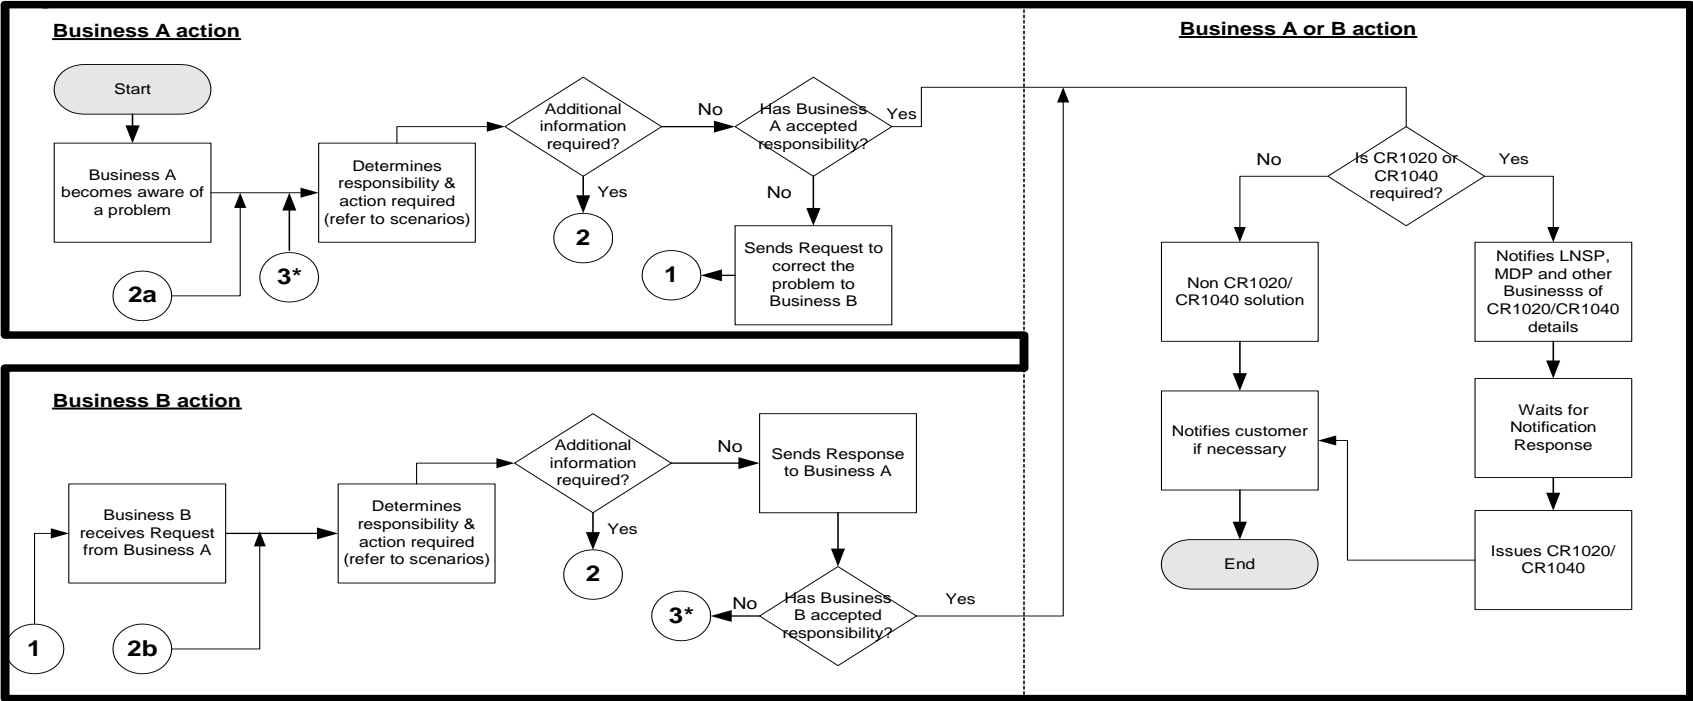 Business A action
Start
Business A
becomes aware of
a problem
2a
3*
Determines
responsibility &
action required
(refer to scenarios)
Additional
information
required?
No
Yes
2
Has Business
A accepted
responsibility?
Yes
No
Sends Request to
correct the
problem to
Business B
1
Business B action
Business B
receives Request
from Business A
1
2b
Determines
responsibility &
action required
(refer to scenarios)
Additional
information
required?
No
Yes
2
Sends Response
to Business A
Has Business
B accepted
responsibility?
No
3*
Yes
Business A or B action
Is CR1020 or
CR1040
required?
No
Yes
Non CR1020/
CR1040 solution
Notifies customer
if necessary
End
Notifies LNSP,
MDP and other
Businesss of
CR1020/CR1040
details
Waits for
Notification
Response
Issues CR1020/
CR1040